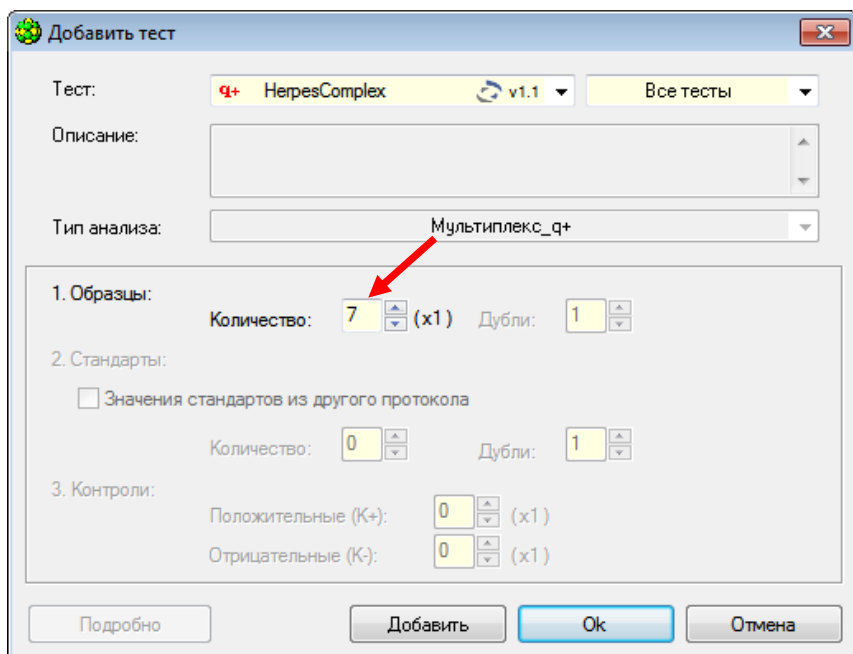 Добавить тест
Тест: q+ HerpesComplex v1.1 Все тесты
Описание:
Тип анализа: Мультиплекс_q+
1. Образцы:
Количество: 7 (x1) Дубли: 1
2. Стандарты:
Значения стандартов из другого протокола
Количество: 0 Дубли: 1
3. Контроли:
Положительные (К+): 0 (x1)
Отрицательные (К-): 0 (x1)
Подробно Добавить Ok Отмена